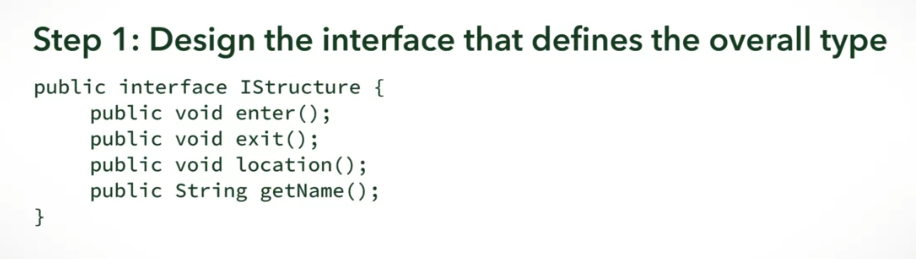 Step 1: Design the interface that defines the overall type
public interface IStructure {
public void enter();
public void exit();
public void location();
public String getName();
}